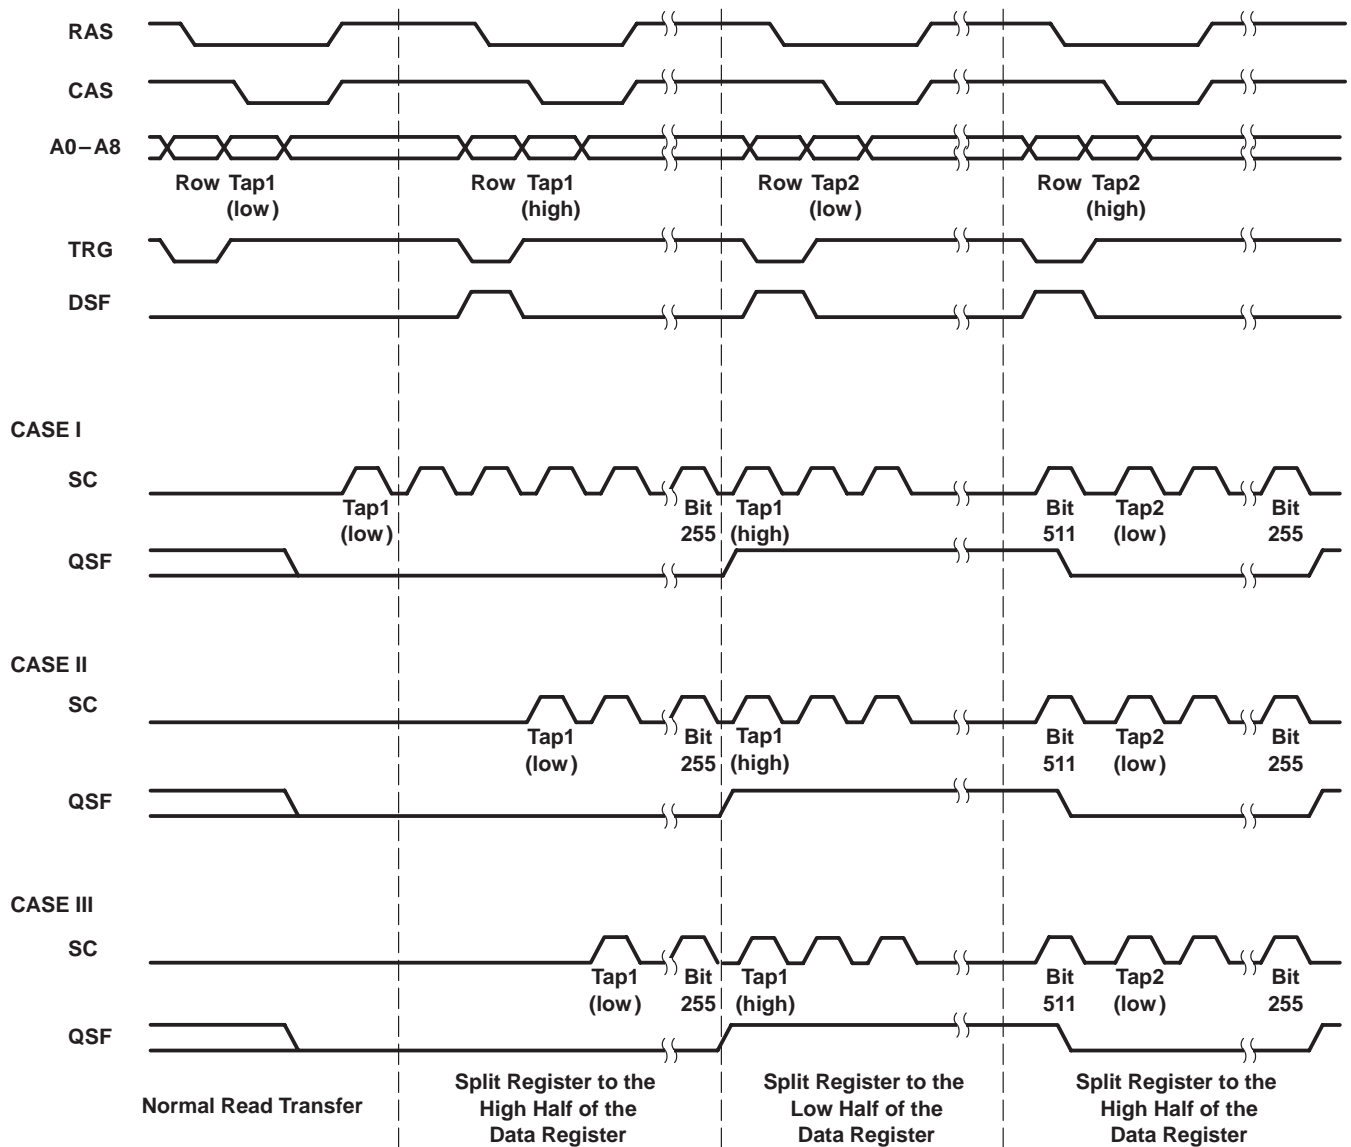 RAS
CAS
A0–A8
Row Tap1 Row Tap1 Row Tap2 Row Tap2
(low) (high) (low) (high)
TRG
DSF
CASE I
SC
Tap1 Bit Tap1 Bit Tap2 Bit
(low) 255 (high) 511 (low) 255
QSF
CASE II
SC
Tap1 Bit Tap1 Bit Tap2 Bit
(low) 255 (high) 511 (low) 255
QSF
CASE III
SC
Tap1 Bit Tap1 Bit Tap2 Bit
(low) 255 (high) 511 (low) 255
QSF
Normal Read Transfer
Split Register to the
High Half of the
Data Register
Split Register to the
Low Half of the
Data Register
Split Register to the
High Half of the
Data Register